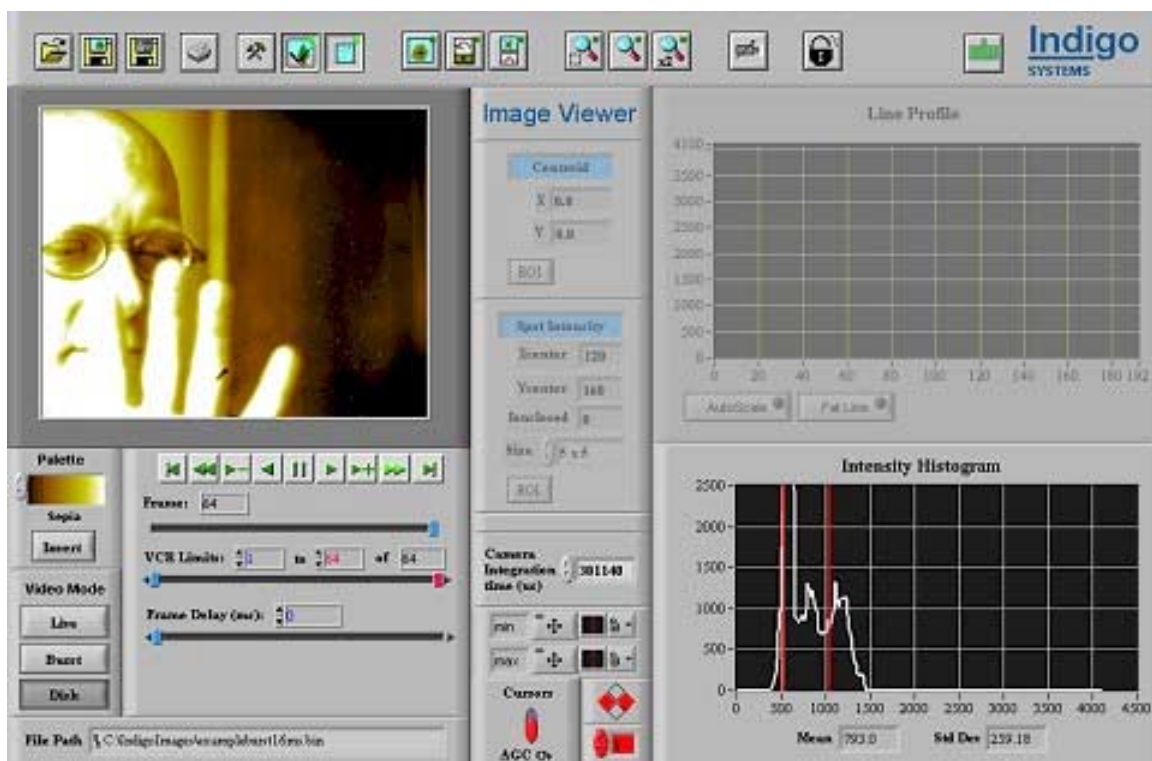 Indigo
SYSTEMS
Image Viewer
Centroid
X 0.0
Y 0.0
ROI
Spot Intensity
Xcenter 120
Ycenter 160
Enclosed 0
Size 5 x 5
ROI
Camera
Integration
time (us)
301140
min
max
Cursors
AGC On
Line Profile
3500
3000
2500
2000
1500
1000
500
0
0 20 40 60 80 100 120 140 160 180 192
AutoScale
Fat Line
Intensity Histogram
2500
2000
1500
1000
500
0
0 500 1000 1500 2000 2500 3000 3500 4000 4500
Mean 793.0 Std Dev 259.18
Palette
Sepia
Invert
Video Mode
Live
Burst
Disk
Frame: 64
VCR Limits: to 64 of 64
Frame Delay (ms): 0
File Path